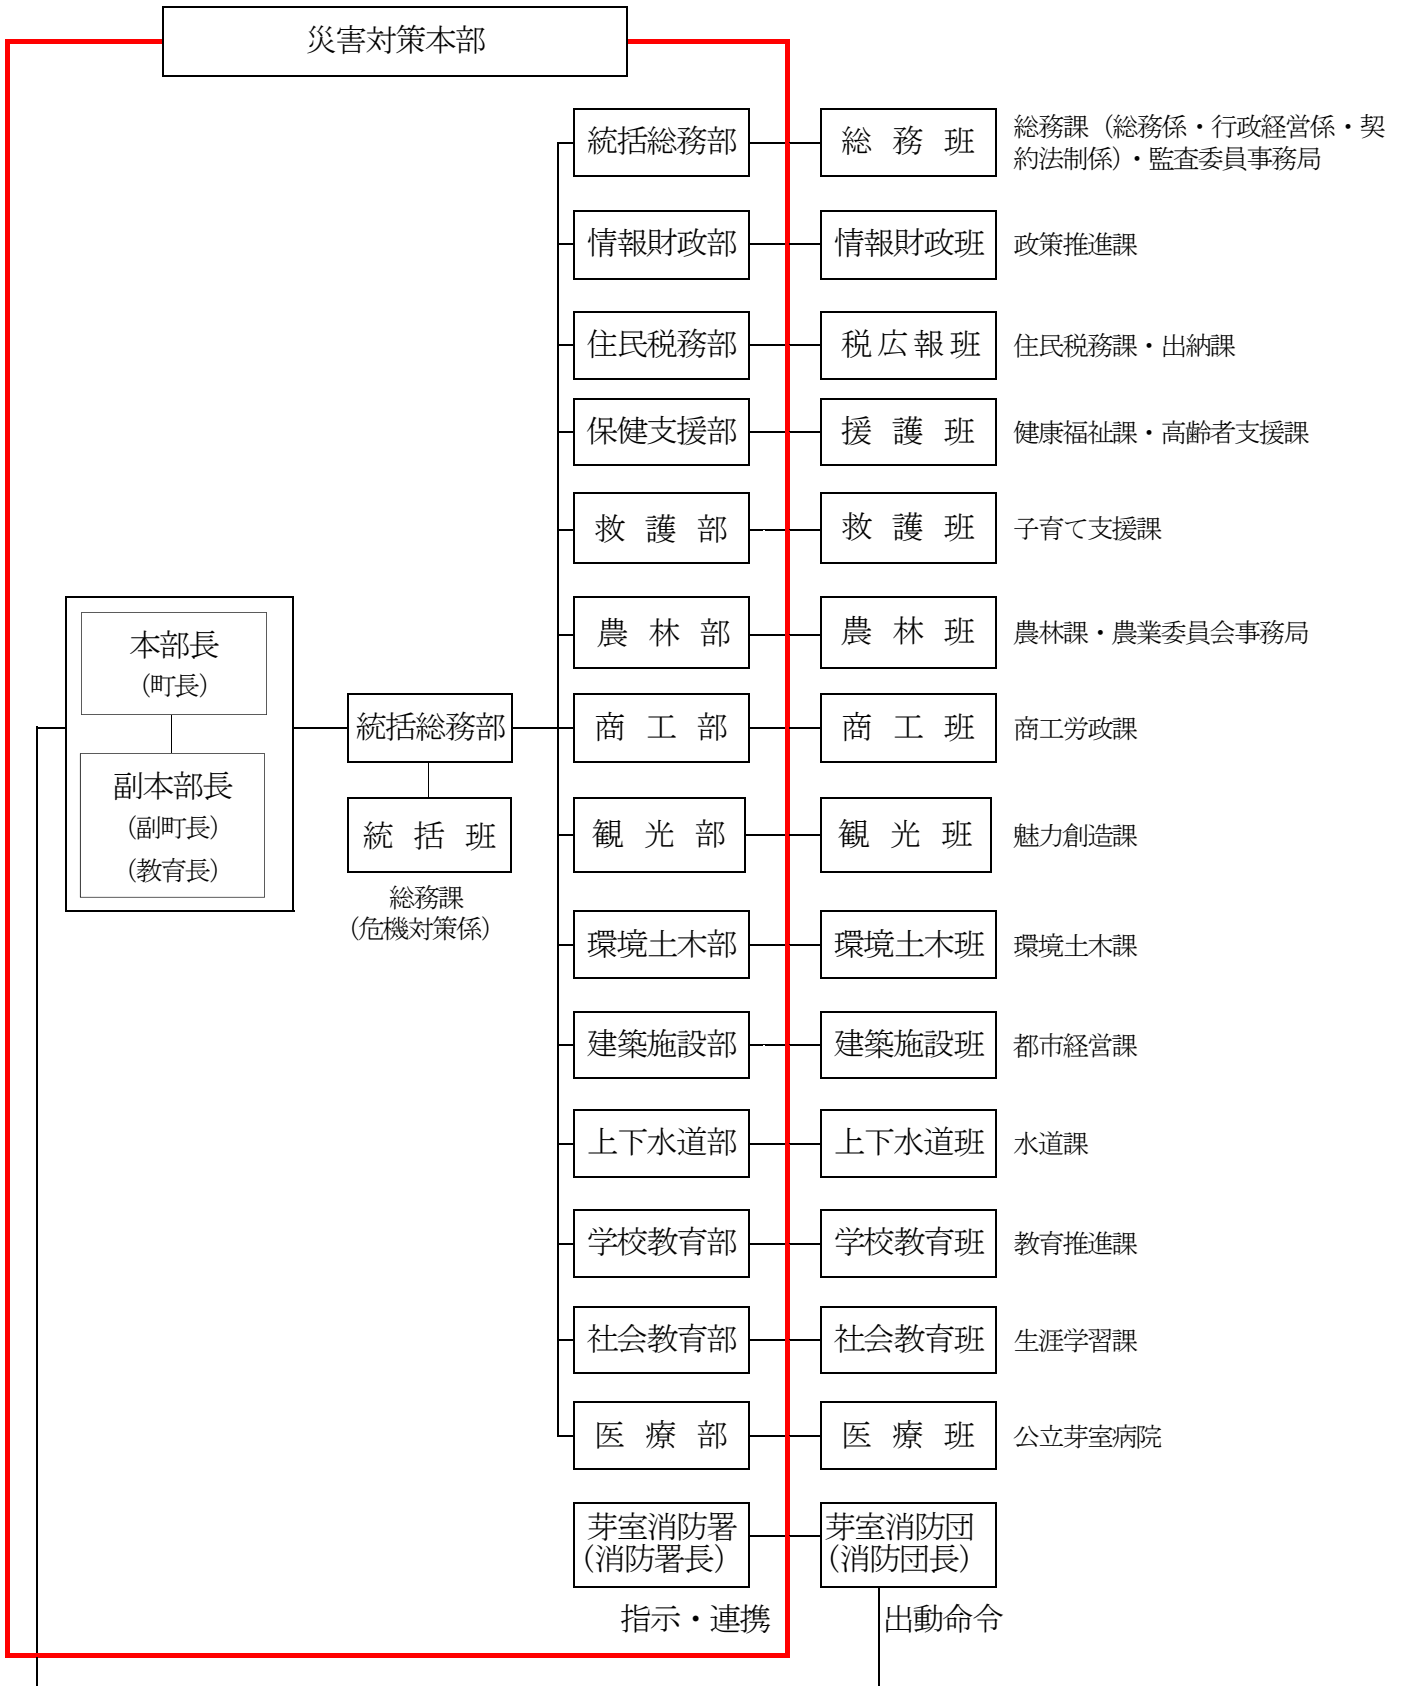 災害対策本部
統括総務部
総務班
総務課（総務係・行政経営係・契
約法制係）・監査委員事務局
情報財政部
情報財政班
政策推進課
住民税務部
税広報班
住民税務課・出納課
保健支援部
援護班
健康福祉課・高齢者支援課
救護部
救護班
子育て支援課
農林部
農林班
農林課・農業委員会事務局
本部長
（町長）
副本部長
（副町長）
（教育長）
統括総務部
統括班
総務課
（危機対策係）
商工部
商工班
商工労政課
観光部
観光班
魅力創造課
環境土木部
環境土木班
環境土木課
建築施設部
建築施設班
都市経営課
上下水道部
上下水道班
水道課
学校教育部
学校教育班
教育推進課
社会教育部
社会教育班
生涯学習課
医療部
医療班
公立芽室病院
芽室消防署
（消防署長）
芽室消防団
（消防団長）
指示・連携
出動命令